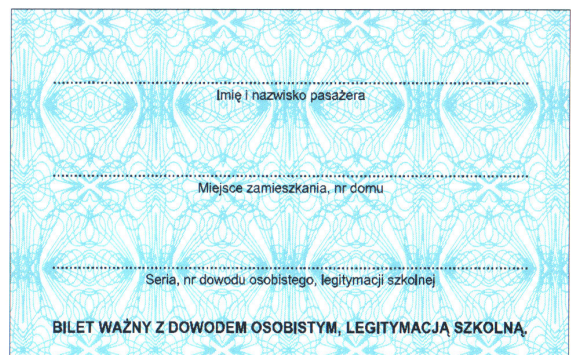 Imię i nazwisko pasażera
Miejsce zamieszkania, nr domu
Seria, nr dowodu osobistego, legitymacji szkolnej
BILET WAŻNY Z DOWODEM OSOBISTYM, LEGITYMACJĄ SZKOLNĄ.